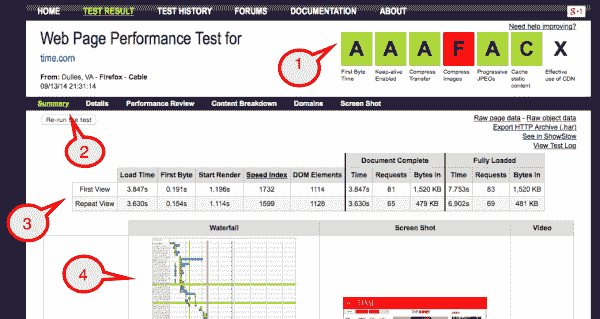 HOME TEST RESULT TEST HISTORY FORUMS DOCUMENTATION ABOUT
+1
Need help improving?
Web Page Performance Test for
time.com
From: Dulles, VA - Firefox - Cable
09/13/14 21:31:14
1
A A A F A C X
First Byte Time
Keep-alive Enabled
Compress Transfer
Compress Images
Progressive JPEGs
Cache static content
Effective use of CDN
Summary Details Performance Review Content Breakdown Domains Screen Shot
Re-run the test
2
Raw page data - Raw object data
Export HTTP Archive (.har)
See in ShowSlow
View Test Log
Document Complete Fully Loaded
Load Time First Byte Start Render Speed Index DOM Elements Time Requests Bytes In Time Requests Bytes In
First View 3.847s 0.191s 1.196s 1732 1114 3.847s 81 1,520 KB 7.753s 83 1,520 KB
Repeat View 3.630s 0.154s 1.114s 1599 1128 3.630s 65 479 KB 6.902s 69 481 KB
3
Waterfall Screen Shot Video
4
TIME